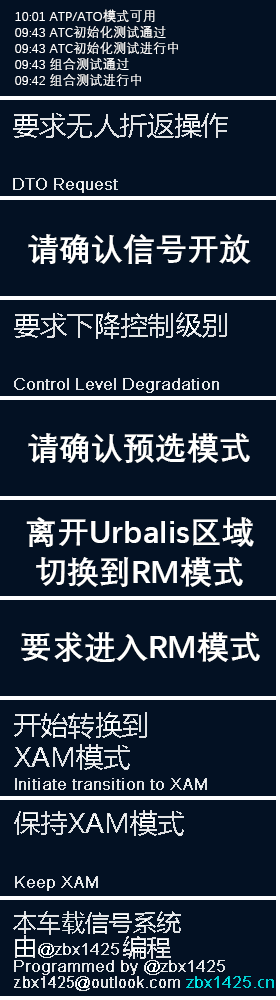 10:01 ATP/ATO模式可用
09:43 ATC初始化测试通过
09:43 ATC初始化测试进行中
09:43 组合测试通过
09:42 组合测试进行中
要求无人折返操作
DTO Request
请确认信号开放
要求下降控制级别
Control Level Degradation
请确认预选模式
离开Urbalis区域
切换到RM模式
要求进入RM模式
开始转换到
XAM模式
Initiate transition to XAM
保持XAM模式
Keep XAM
本车载信号系统
由@zbx1425编程
Programmed by @zbx1425
zbx1425@outlook.com zbx1425.cn